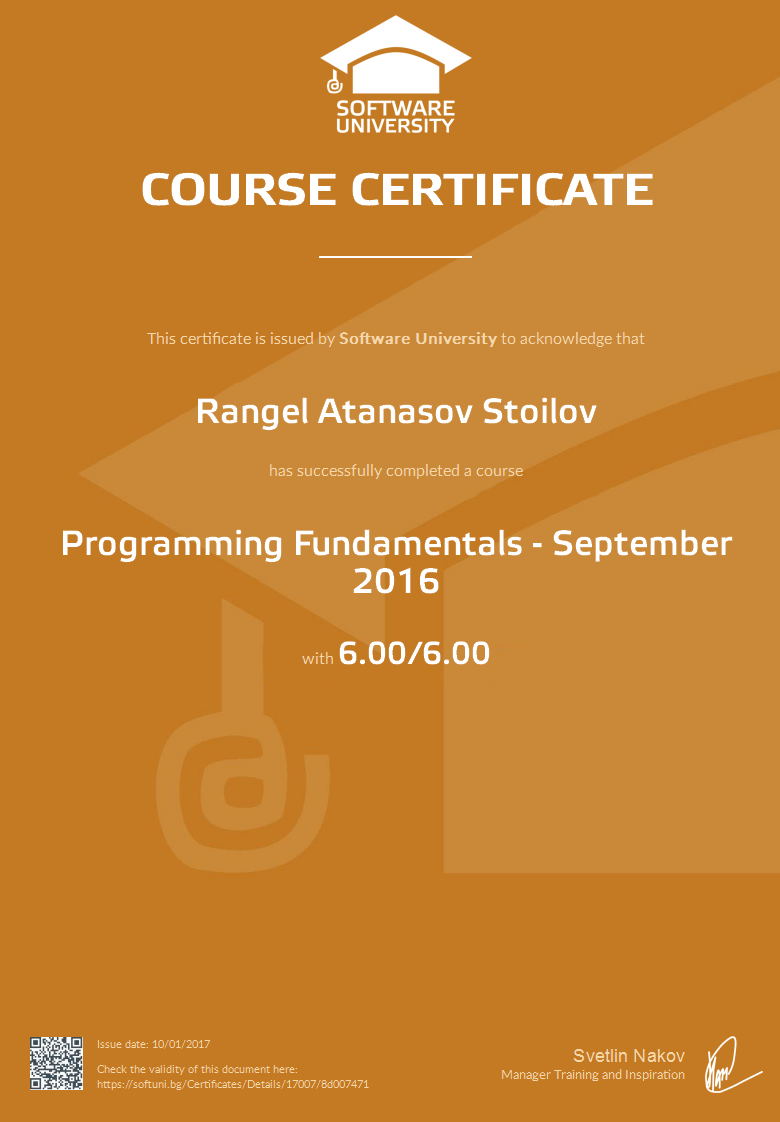 SOFTWARE
UNIVERSITY
COURSE CERTIFICATE
This certificate is issued by Software University to acknowledge that
Rangel Atanasov Stoilov
has successfully completed a course
Programming Fundamentals - September
2016
with 6.00/6.00
Issue date: 10/01/2017
Check the validity of this document here:
https://softuni.bg/Certificates/Details/17007/8d007471
Svetlin Nakov
Manager Training and Inspiration